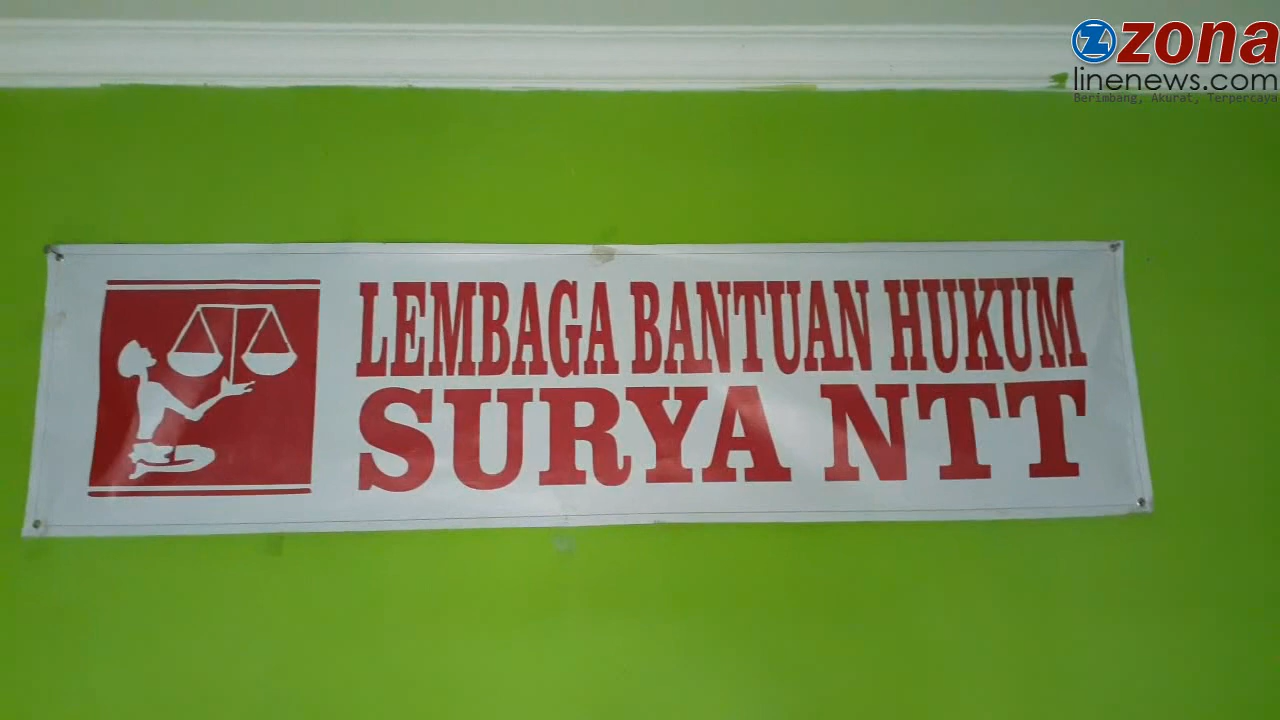 zona
linenews.com
Berimbang, Akurat, Terpercaya
LEMBAGA BANTUAN HUKUM
SURYA NTT